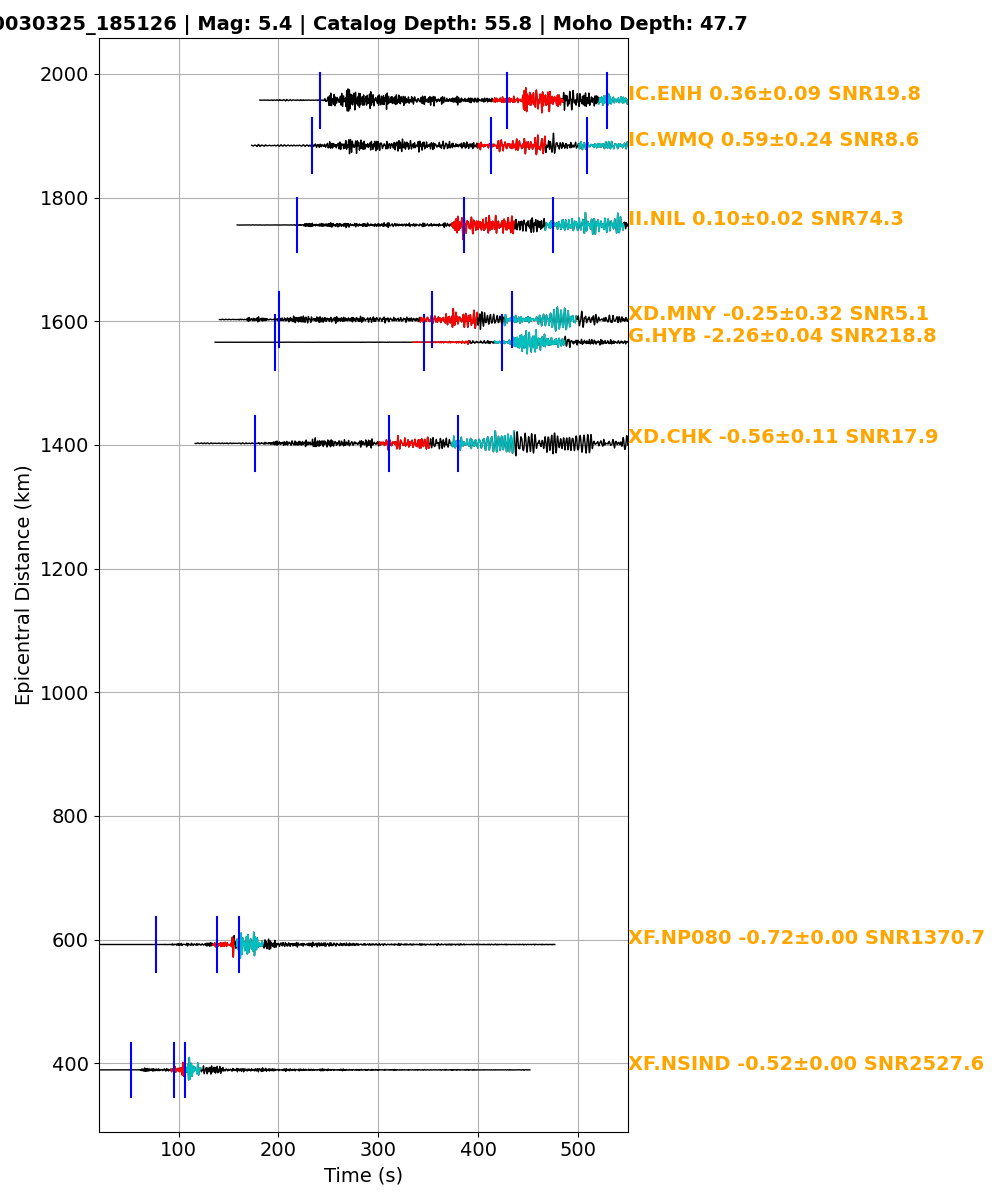 0030325_185126 | Mag: 5.4 | Catalog Depth: 55.8 | Moho Depth: 47.7
2000
IC.ENH 0.36±0.09 SNR19.8
IC.WMQ 0.59±0.24 SNR8.6
1800
II.NIL 0.10±0.02 SNR74.3
1600
XD.MNY -0.25±0.32 SNR5.1
G.HYB -2.26±0.04 SNR218.8
1400
XD.CHK -0.56±0.11 SNR17.9
1200
1000
800
600
XF.NP080 -0.72±0.00 SNR1370.7
400
XF.NSIND -0.52±0.00 SNR2527.6
Epicentral Distance (km)
100 200 300 400 500
Time (s)